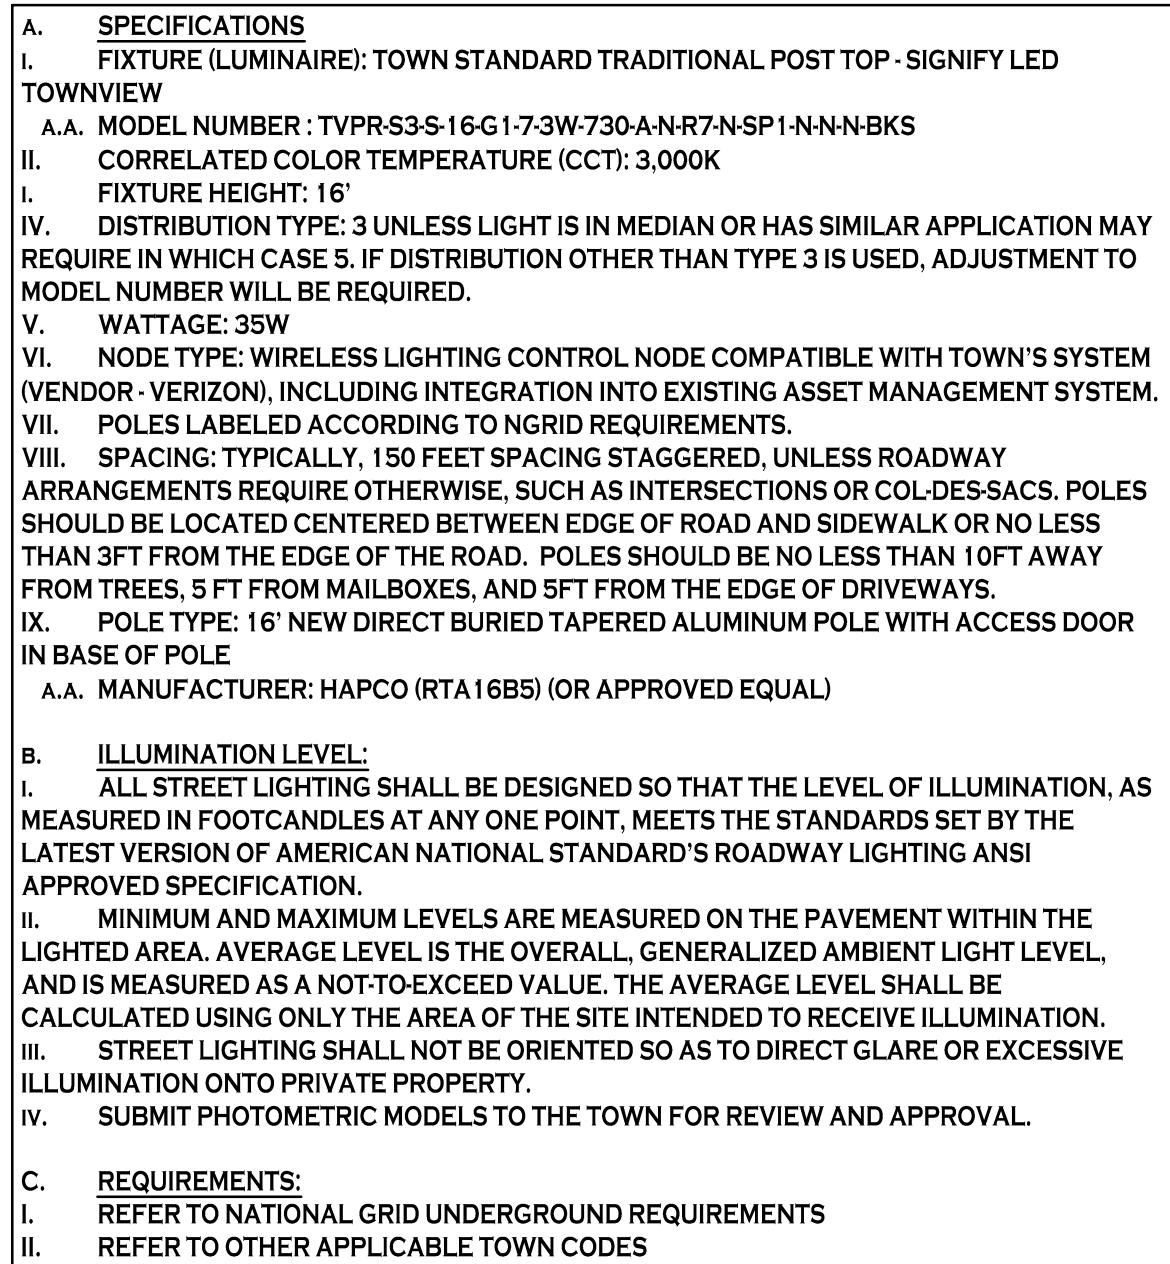 A. SPECIFICATIONS
I. FIXTURE (LUMINAIRE): TOWN STANDARD TRADITIONAL POST TOP - SIGNIFY LED
TOWNVIEW
A.A. MODEL NUMBER : TVPR-S3-S-16-G1-7-3W-730-A-N-R7-N-SP1-N-N-N-BKS
II. CORRELATED COLOR TEMPERATURE (CCT): 3,000K
I. FIXTURE HEIGHT: 16'
IV. DISTRIBUTION TYPE: 3 UNLESS LIGHT IS IN MEDIAN OR HAS SIMILAR APPLICATION MAY
REQUIRE IN WHICH CASE 5. IF DISTRIBUTION OTHER THAN TYPE 3 IS USED, ADJUSTMENT TO
MODEL NUMBER WILL BE REQUIRED.
V. WATTAGE: 35W
VI. NODE TYPE: WIRELESS LIGHTING CONTROL NODE COMPATIBLE WITH TOWN'S SYSTEM
(VENDOR - VERIZON), INCLUDING INTEGRATION INTO EXISTING ASSET MANAGEMENT SYSTEM.
VII. POLES LABELED ACCORDING TO NGRID REQUIREMENTS.
VIII. SPACING: TYPICALLY, 150 FEET SPACING STAGGERED, UNLESS ROADWAY
ARRANGEMENTS REQUIRE OTHERWISE, SUCH AS INTERSECTIONS OR COL-DES-SACS. POLES
SHOULD BE LOCATED CENTERED BETWEEN EDGE OF ROAD AND SIDEWALK OR NO LESS
THAN 3FT FROM THE EDGE OF THE ROAD. POLES SHOULD BE NO LESS THAN 10FT AWAY
FROM TREES, 5 FT FROM MAILBOXES, AND 5FT FROM THE EDGE OF DRIVEWAYS.
IX. POLE TYPE: 16' NEW DIRECT BURIED TAPERED ALUMINUM POLE WITH ACCESS DOOR
IN BASE OF POLE
A.A. MANUFACTURER: HAPCO (RTA16B5) (OR APPROVED EQUAL)
B. ILLUMINATION LEVEL:
I. ALL STREET LIGHTING SHALL BE DESIGNED SO THAT THE LEVEL OF ILLUMINATION, AS
MEASURED IN FOOTCANDLES AT ANY ONE POINT, MEETS THE STANDARDS SET BY THE
LATEST VERSION OF AMERICAN NATIONAL STANDARD'S ROADWAY LIGHTING ANSI
APPROVED SPECIFICATION.
II. MINIMUM AND MAXIMUM LEVELS ARE MEASURED ON THE PAVEMENT WITHIN THE
LIGHTED AREA. AVERAGE LEVEL IS THE OVERALL, GENERALIZED AMBIENT LIGHT LEVEL,
AND IS MEASURED AS A NOT-TO-EXCEED VALUE. THE AVERAGE LEVEL SHALL BE
CALCULATED USING ONLY THE AREA OF THE SITE INTENDED TO RECEIVE ILLUMINATION.
III. STREET LIGHTING SHALL NOT BE ORIENTED SO AS TO DIRECT GLARE OR EXCESSIVE
ILLUMINATION ONTO PRIVATE PROPERTY.
IV. SUBMIT PHOTOMETRIC MODELS TO THE TOWN FOR REVIEW AND APPROVAL.
C. REQUIREMENTS:
I. REFER TO NATIONAL GRID UNDERGROUND REQUIREMENTS
II. REFER TO OTHER APPLICABLE TOWN CODES